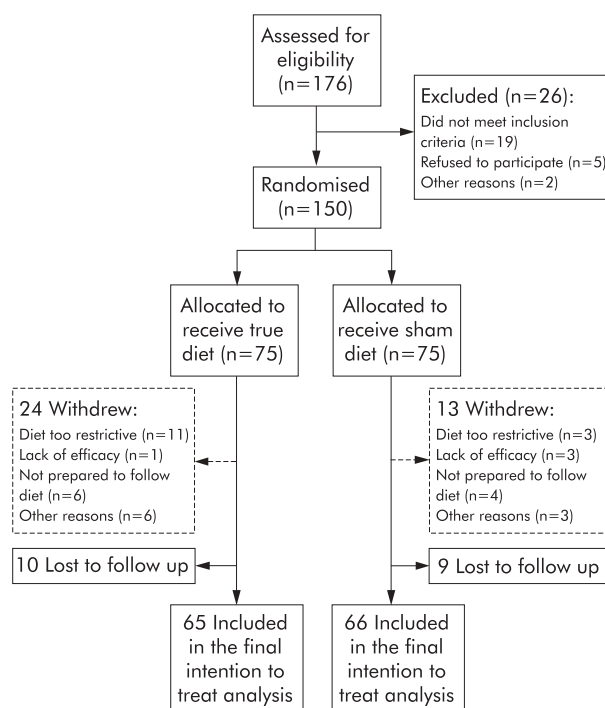 Assessed for
eligibility
(n=176)
Excluded (n=26):
Did not meet inclusion
criteria (n=19)
Refused to participate (n=5)
Other reasons (n=2)
Randomised
(n=150)
Allocated to
receive true
diet (n=75)
Allocated to
receive sham
diet (n=75)
24 Withdrew:
Diet too restrictive (n=11)
Lack of efficacy (n=1)
Not prepared to follow
diet (n=6)
Other reasons (n=6)
13 Withdrew:
Diet too restrictive (n=3)
Lack of efficacy (n=3)
Not prepared to follow
diet (n=4)
Other reasons (n=3)
10 Lost to follow up
9 Lost to follow up
65 Included
in the final
intention to
treat analysis
66 Included
in the final
intention to
treat analysis